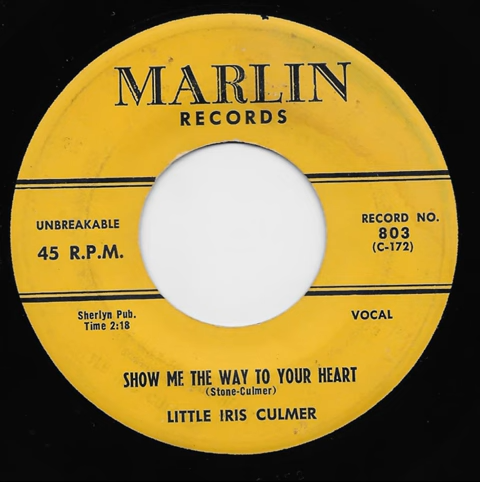 MARLIN
RECORDS
UNBREAKABLE
45 R.P.M.
RECORD NO.
803
(C-172)
Sherlyn Pub.
Time 2:18
VOCAL
SHOW ME THE WAY TO YOUR HEART
(Stone-Culmer)
LITTLE IRIS CULMER